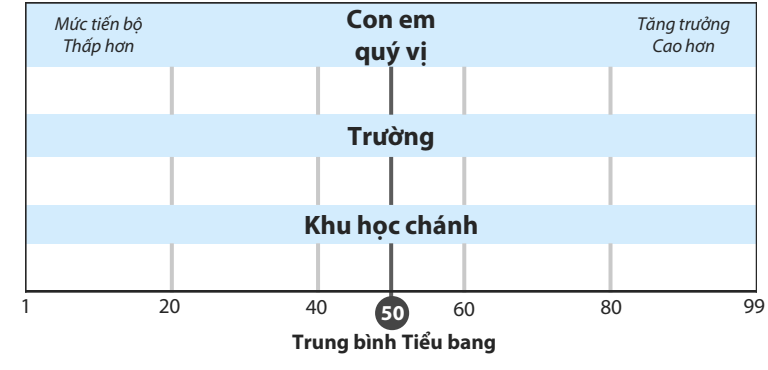 Mức tiến bộ
Thấp hơn
Con em
quý vị
Tăng trưởng
Cao hơn
Trường
Khu học chánh
1 20 40 50 60 80 99
Trung bình Tiểu bang